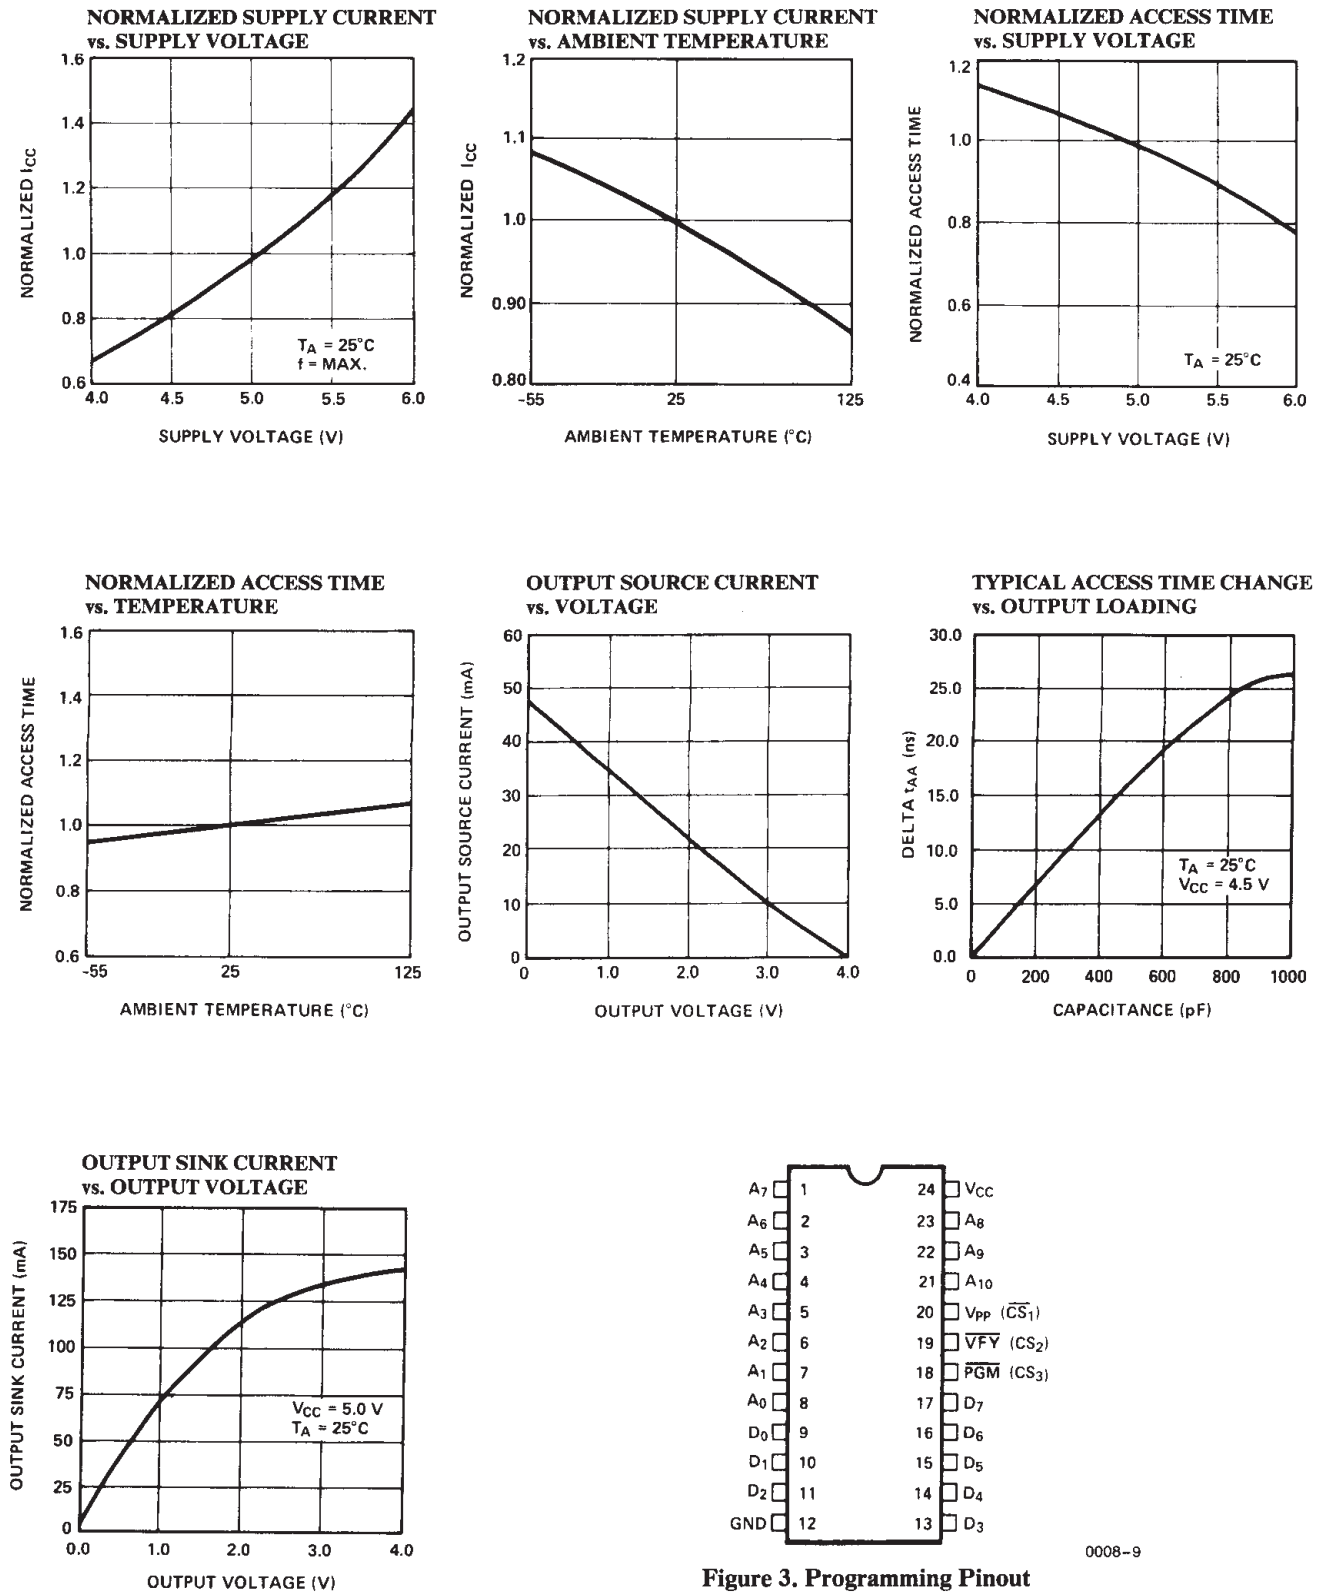 NORMALIZED SUPPLY CURRENT
vs. SUPPLY VOLTAGE
1.6
1.4
1.2
1.0
0.8
0.6
NORMALIZED ICC
TA = 25°C
f = MAX.
4.0 4.5 5.0 5.5 6.0
SUPPLY VOLTAGE (V)
NORMALIZED SUPPLY CURRENT
vs. AMBIENT TEMPERATURE
1.2
1.1
1.0
0.90
0.80
NORMALIZED ICC
-55 25 125
AMBIENT TEMPERATURE (°C)
NORMALIZED ACCESS TIME
vs. SUPPLY VOLTAGE
1.2
1.0
0.8
0.6
0.4
NORMALIZED ACCESS TIME
TA = 25°C
4.0 4.5 5.0 5.5 6.0
SUPPLY VOLTAGE (V)
NORMALIZED ACCESS TIME
vs. TEMPERATURE
1.6
1.4
1.2
1.0
0.8
0.6
NORMALIZED ACCESS TIME
-55 25 125
AMBIENT TEMPERATURE (°C)
OUTPUT SOURCE CURRENT
vs. VOLTAGE
60
50
40
30
20
10
0
OUTPUT SOURCE CURRENT (mA)
0 1.0 2.0 3.0 4.0
OUTPUT VOLTAGE (V)
TYPICAL ACCESS TIME CHANGE
vs. OUTPUT LOADING
30.0
25.0
20.0
15.0
10.0
5.0
0.0
DELTA tAA (ns)
TA = 25°C
VCC = 4.5 V
0 200 400 600 800 1000
CAPACITANCE (pF)
OUTPUT SINK CURRENT
vs. OUTPUT VOLTAGE
175
150
125
100
75
50
25
0
OUTPUT SINK CURRENT (mA)
VCC = 5.0 V
TA = 25°C
0.0 1.0 2.0 3.0 4.0
OUTPUT VOLTAGE (V)
A7 1 24 VCC
A6 2 23 A8
A5 3 22 A9
A4 4 21 A10
A3 5 20 VPP (C̅S̅1)
A2 6 19 V̅F̅Y̅ (CS2)
A1 7 18 P̅G̅M̅ (CS3)
A0 8 17 D7
D0 9 16 D6
D1 10 15 D5
D2 11 14 D4
GND 12 13 D3
0008-9
Figure 3. Programming Pinout